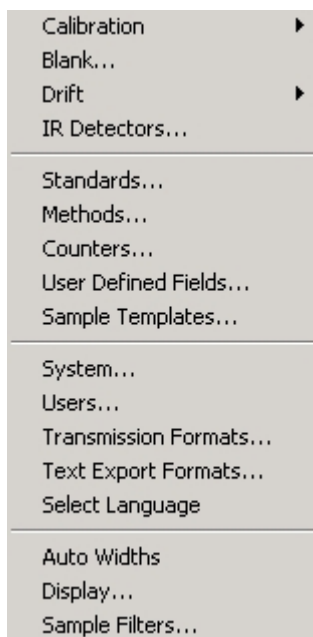 Calibration
Blank...
Drift
IR Detectors...
Standards...
Methods...
Counters...
User Defined Fields...
Sample Templates...
System...
Users...
Transmission Formats...
Text Export Formats...
Select Language
Auto Widths
Display...
Sample Filters...